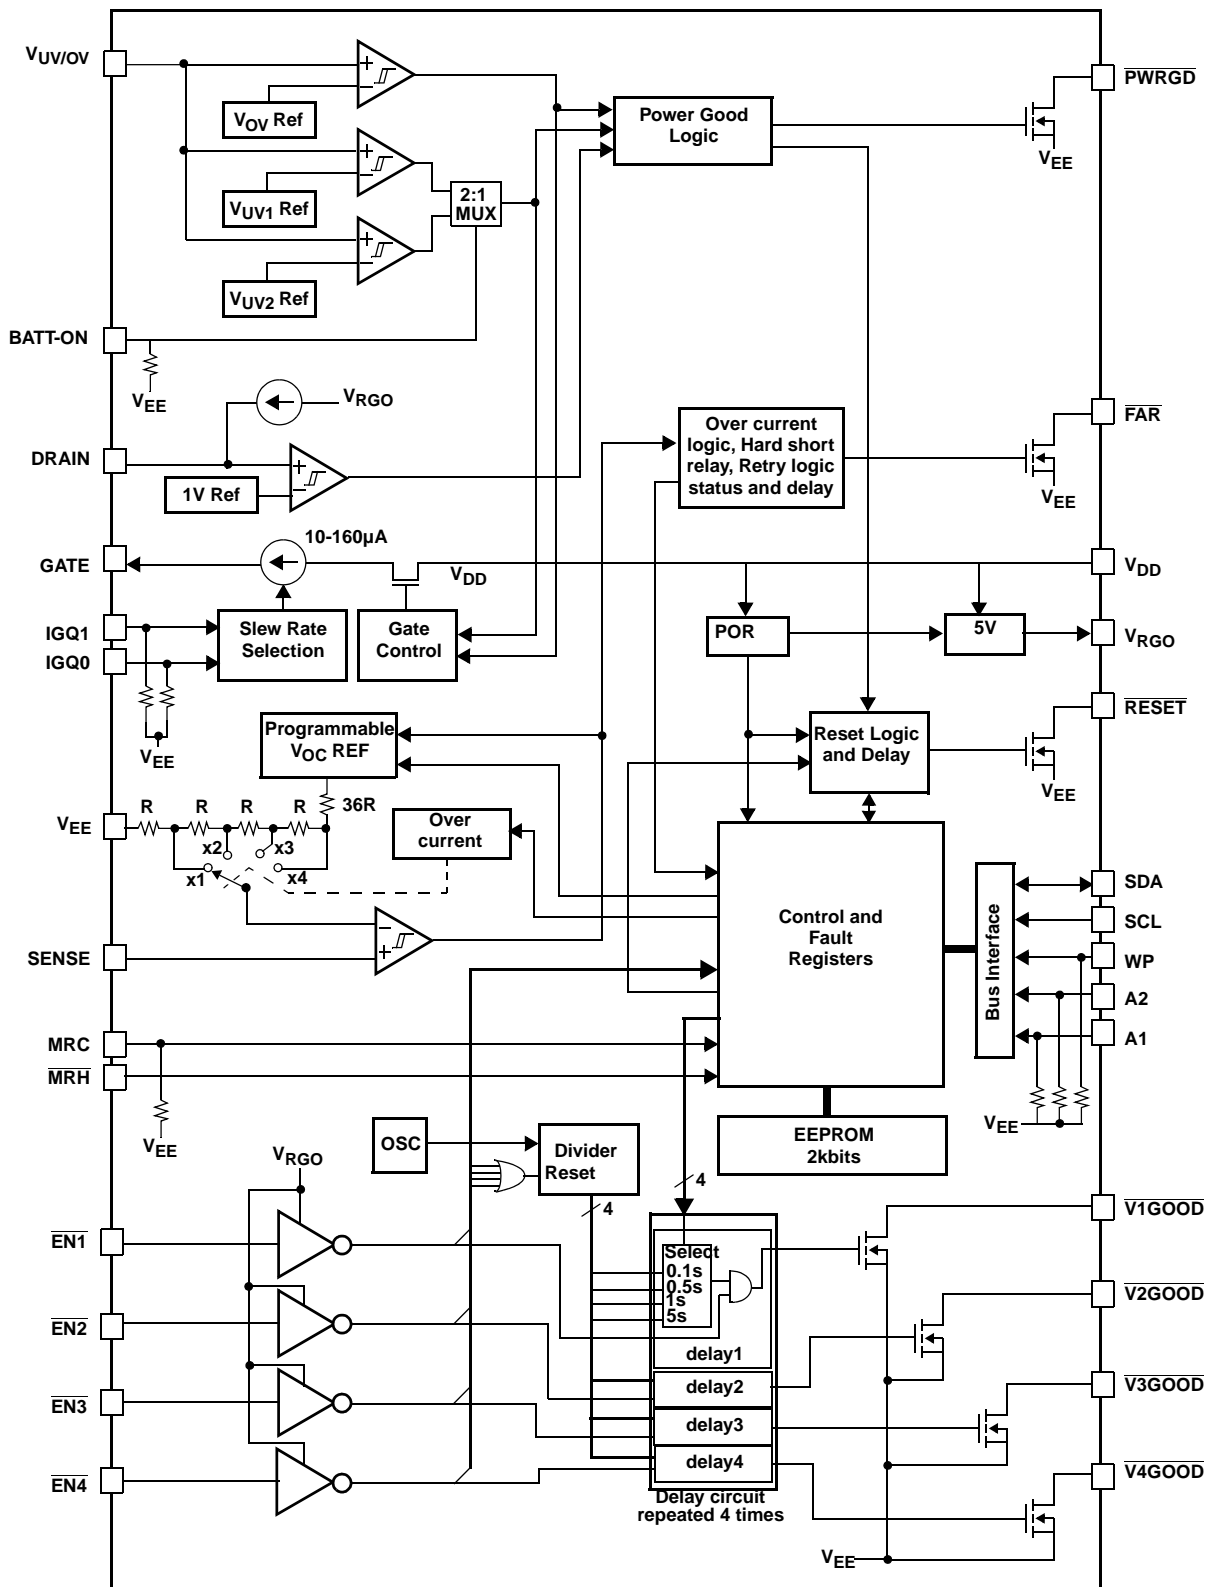 VUV/OV
PWRGD
VOV Ref
Power Good
Logic
VEE
VUV1 Ref
2:1
MUX
VUV2 Ref
BATT-ON
VEE
VRGO
FAR
Over current
logic, Hard short
relay, Retry logic
status and delay
DRAIN
1V Ref
VEE
10-160µA
GATE
VDD
VDD
IGQ1
IGQ0
Slew Rate
Selection
Gate
Control
POR
5V
VRGO
VEE
Programmable
VOC REF
Reset Logic
and Delay
RESET
VEE
36R
R
R
R
R
VEE
x1
x2
x3
x4
Over
current
SENSE
Control and
Fault
Registers
Bus Interface
SDA
SCL
WP
A2
A1
VEE
MRC
MRH
VEE
EEPROM
2kbits
OSC
Divider
Reset
4
4
VRGO
EN1
EN2
EN3
EN4
Select
0.1s
0.5s
1s
5s
delay1
delay2
delay3
delay4
Delay circuit
repeated 4 times
V1GOOD
V2GOOD
V3GOOD
V4GOOD
VEE